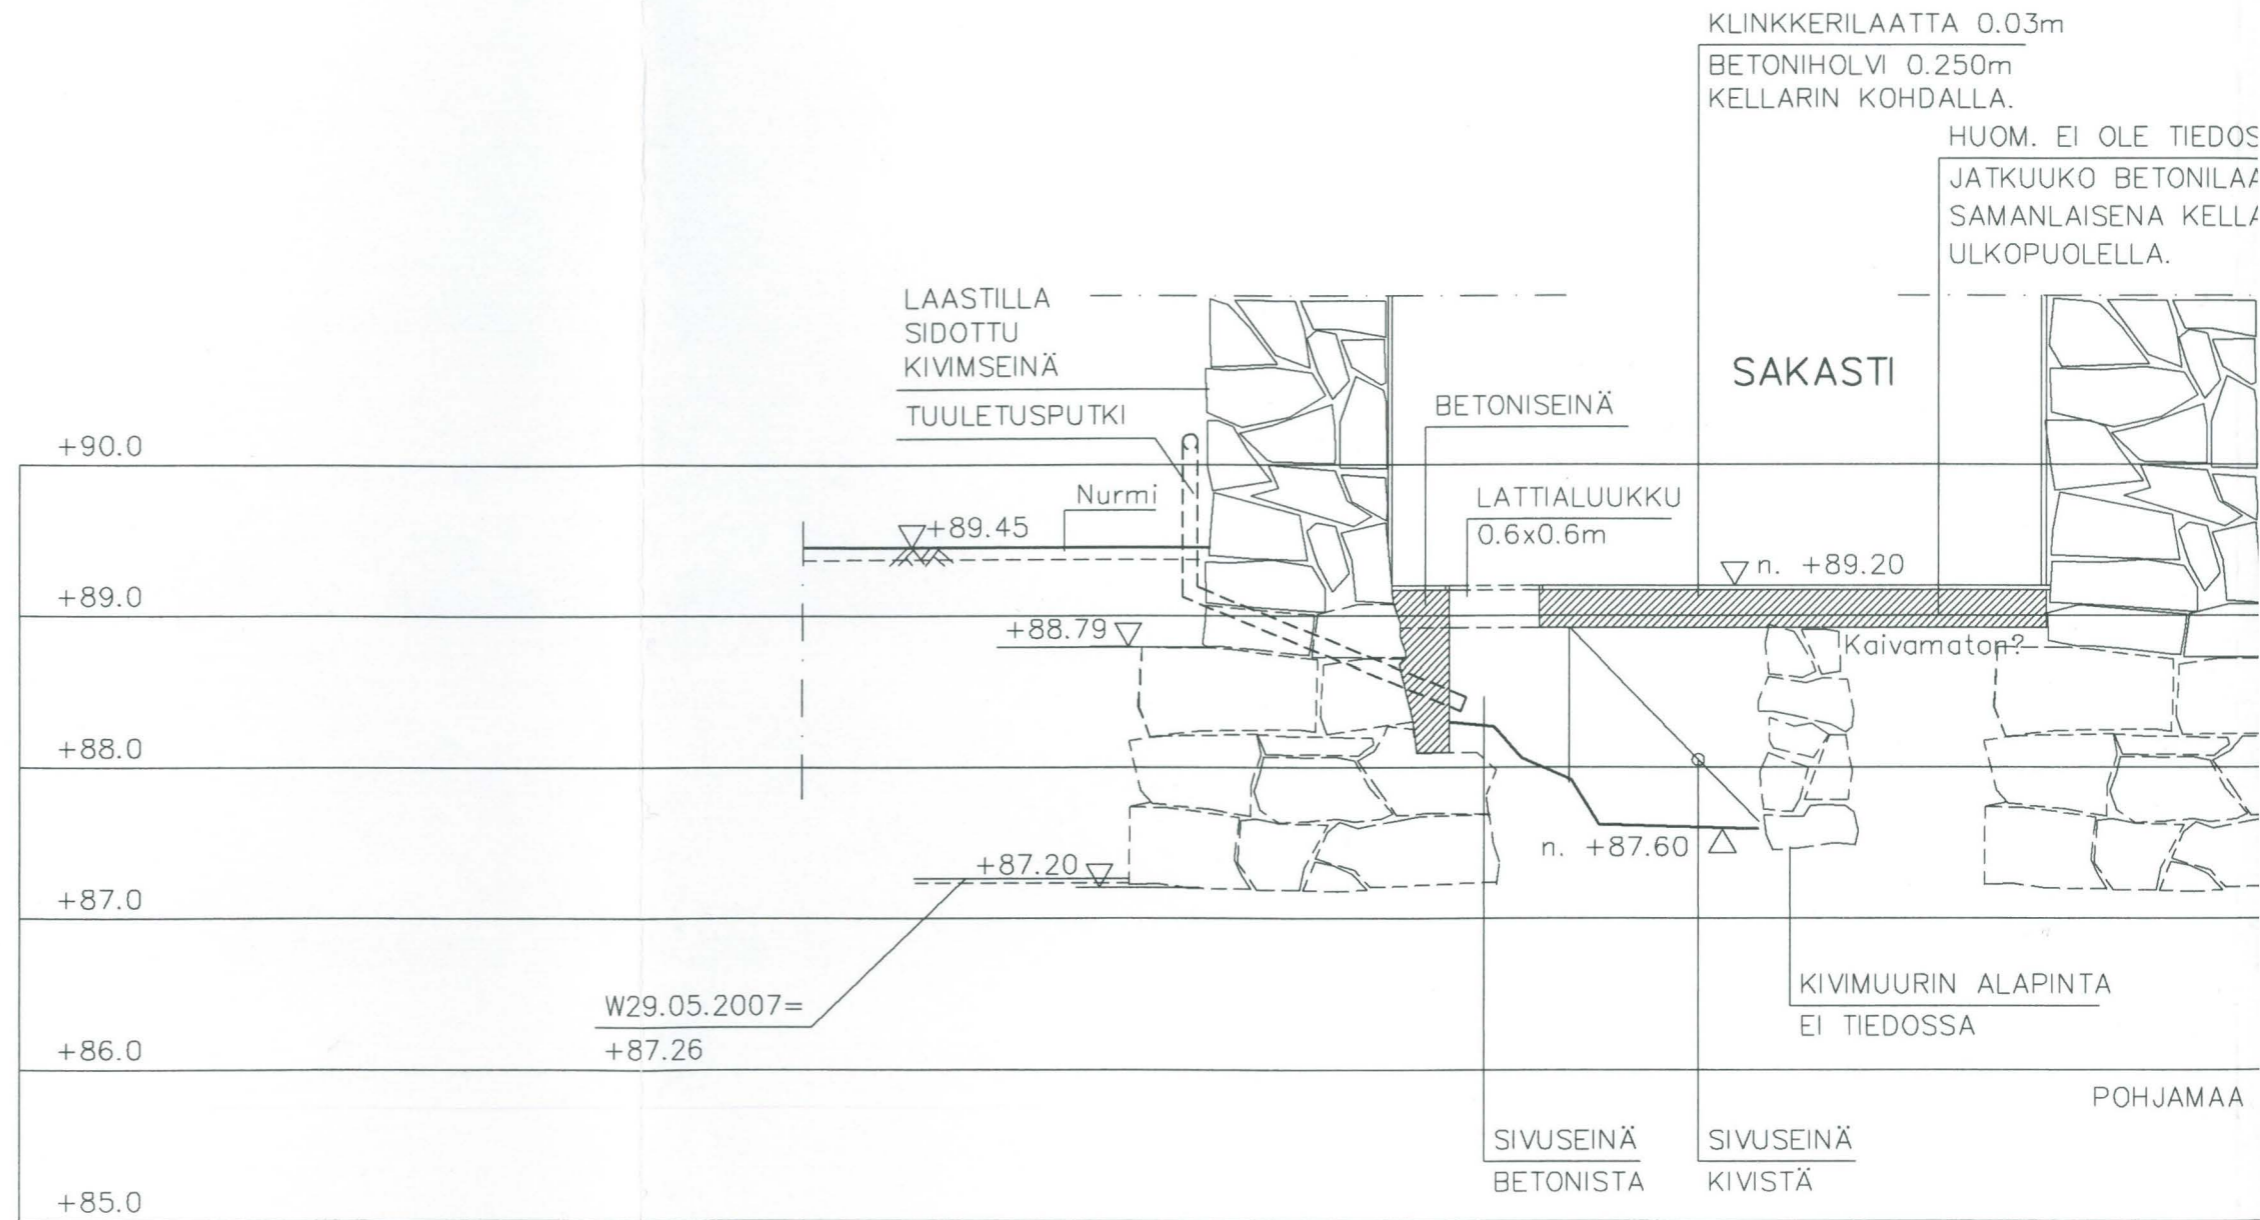 KLINKKERILAATTA 0.03m
BETONIHOLVI 0.250m
KELLARIN KOHDALLA.
HUOM. EI OLE TIEDOS
JATKUUKO BETONILAA
SAMANLAISENA KELLA
ULKOPUOLELLA.
LAASTILLA
SIDOTTU
KIVIMSEINÄ
TUULETUSPUTKI
SAKASTI
BETONISEINÄ
+90.0
Nurmi
LATTIALUUKKU
0.6x0.6m
+89.45
n. +89.20
+89.0
+88.79
Kaivamaton?
+88.0
n. +87.60
+87.20
+87.0
KIVIMUURIN ALAPINTA
EI TIEDOSSA
W29.05.2007=
+87.26
+86.0
POHJAMAA
SIVUSEINÄ
BETONISTA
SIVUSEINÄ
KIVISTÄ
+85.0